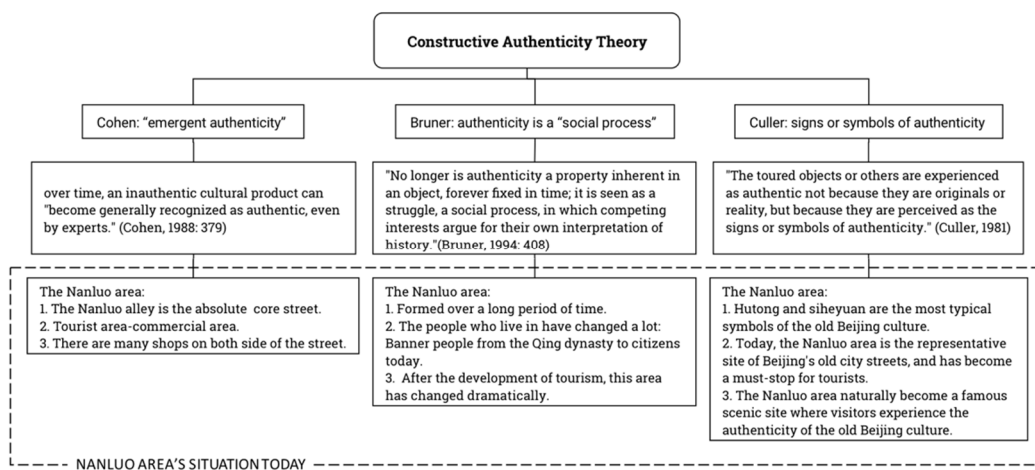 Constructive Authenticity Theory
Cohen: “emergent authenticity”
Bruner: authenticity is a “social process”
Culler: signs or symbols of authenticity
over time, an inauthentic cultural product can
"become generally recognized as authentic, even
by experts." (Cohen, 1988: 379)
"No longer is authenticity a property inherent in
an object, forever fixed in time; it is seen as a
struggle, a social process, in which competing
interests argue for their own interpretation of
history."(Bruner, 1994: 408)
"The toured objects or others are experienced
as authentic not because they are originals or
reality, but because they are perceived as the
signs or symbols of authenticity." (Culler, 1981)
The Nanluo area:
1. The Nanluo alley is the absolute core street.
2. Tourist area-commercial area.
3. There are many shops on both side of the street.
The Nanluo area:
1. Formed over a long period of time.
2. The people who live in have changed a lot:
Banner people from the Qing dynasty to citizens
today.
3. After the development of tourism, this area
has changed dramatically.
The Nanluo area:
1. Hutong and siheyuan are the most typical
symbols of the old Beijing culture.
2. Today, the Nanluo area is the representative
site of Beijing's old city streets, and has become
a must-stop for tourists.
3. The Nanluo area naturally become a famous
scenic site where visitors experience the
authenticity of the old Beijing culture.
NANLUO AREA'S SITUATION TODAY